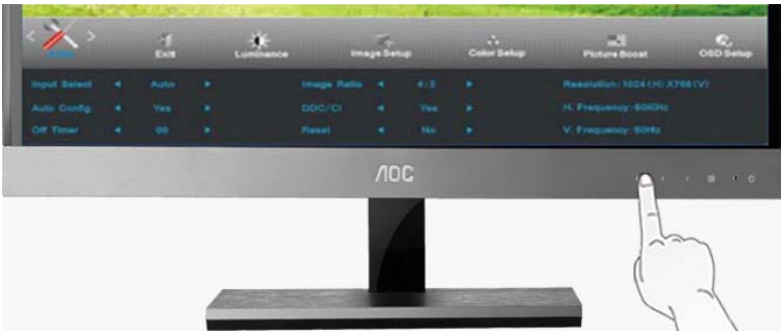 Exit Luminance Image Setup Color Setup Picture Boost OSD Setup
Input Select Auto Image Ratio 4:3 Resolution: 1024 (H) X768 (V)
Auto Config. Yes DDC/CI Yes H. Frequency: 60KHz
Off Timer 00 Reset No V. Frequency: 60Hz
AOC